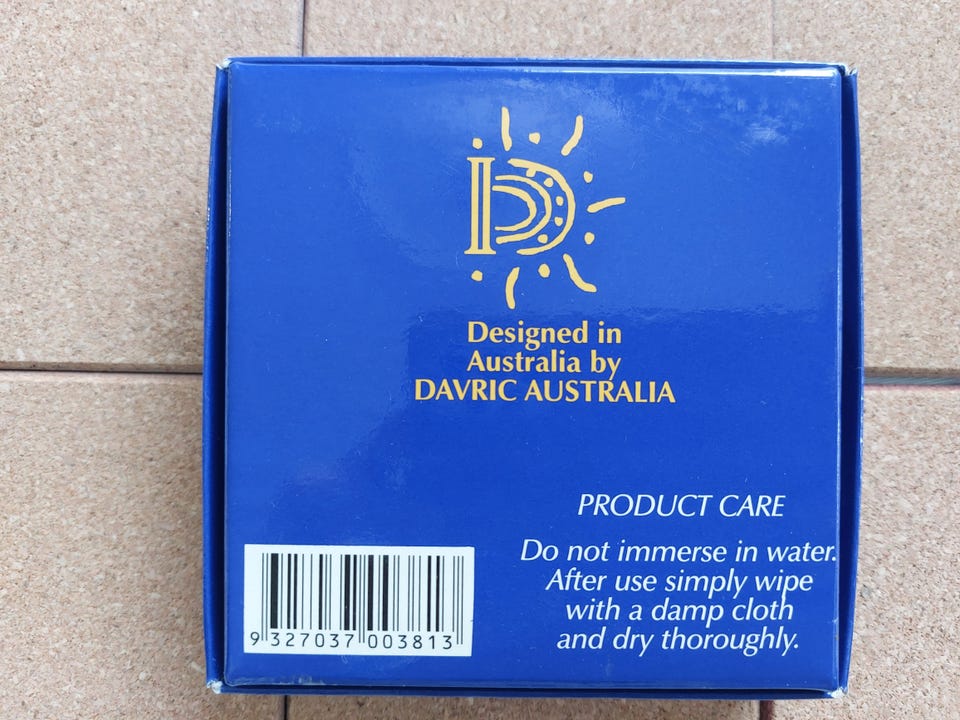 D
Designed in
Australia by
DAVRIC AUSTRALIA
PRODUCT CARE
Do not immerse in water.
After use simply wipe
with a damp cloth
and dry thoroughly.
9 327037 003813